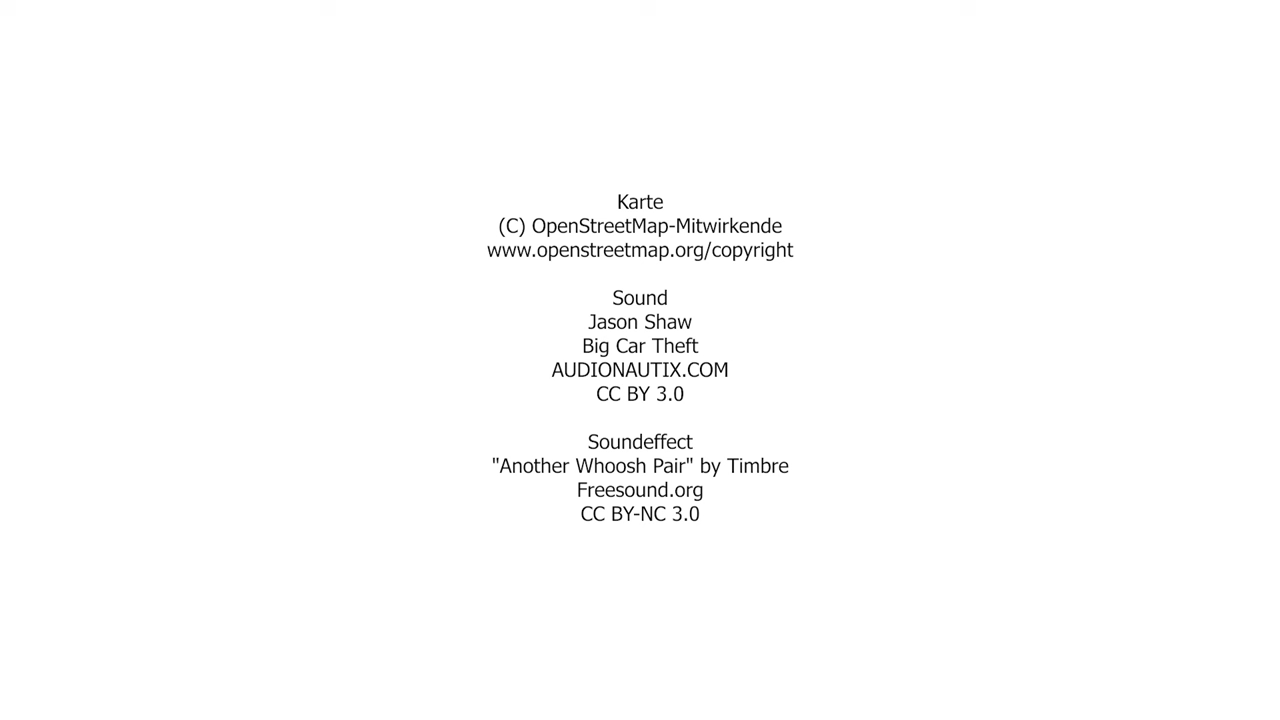 Karte
(C) OpenStreetMap-Mitwirkende
www.openstreetmap.org/copyright
Sound
Jason Shaw
Big Car Theft
AUDIONAUTIX.COM
CC BY 3.0
Soundeffect
"Another Whoosh Pair" by Timbre
Freesound.org
CC BY-NC 3.0